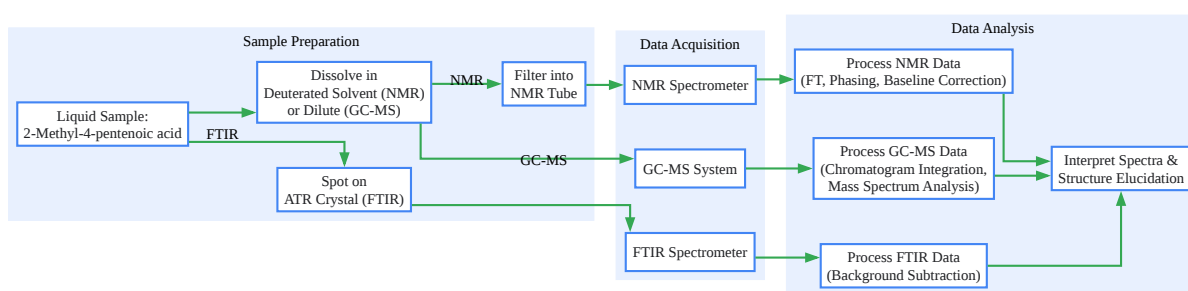 Sample Preparation
Liquid Sample:
2-Methyl-4-pentenoic acid
Dissolve in
Deuterated Solvent (NMR)
or Dilute (GC-MS)
NMR
Filter into
NMR Tube
FTIR
GC-MS
Spot on
ATR Crystal (FTIR)
Data Acquisition
NMR Spectrometer
GC-MS System
FTIR Spectrometer
Data Analysis
Process NMR Data
(FT, Phasing, Baseline Correction)
Process GC-MS Data
(Chromatogram Integration,
Mass Spectrum Analysis)
Process FTIR Data
(Background Subtraction)
Interpret Spectra &
Structure Elucidation